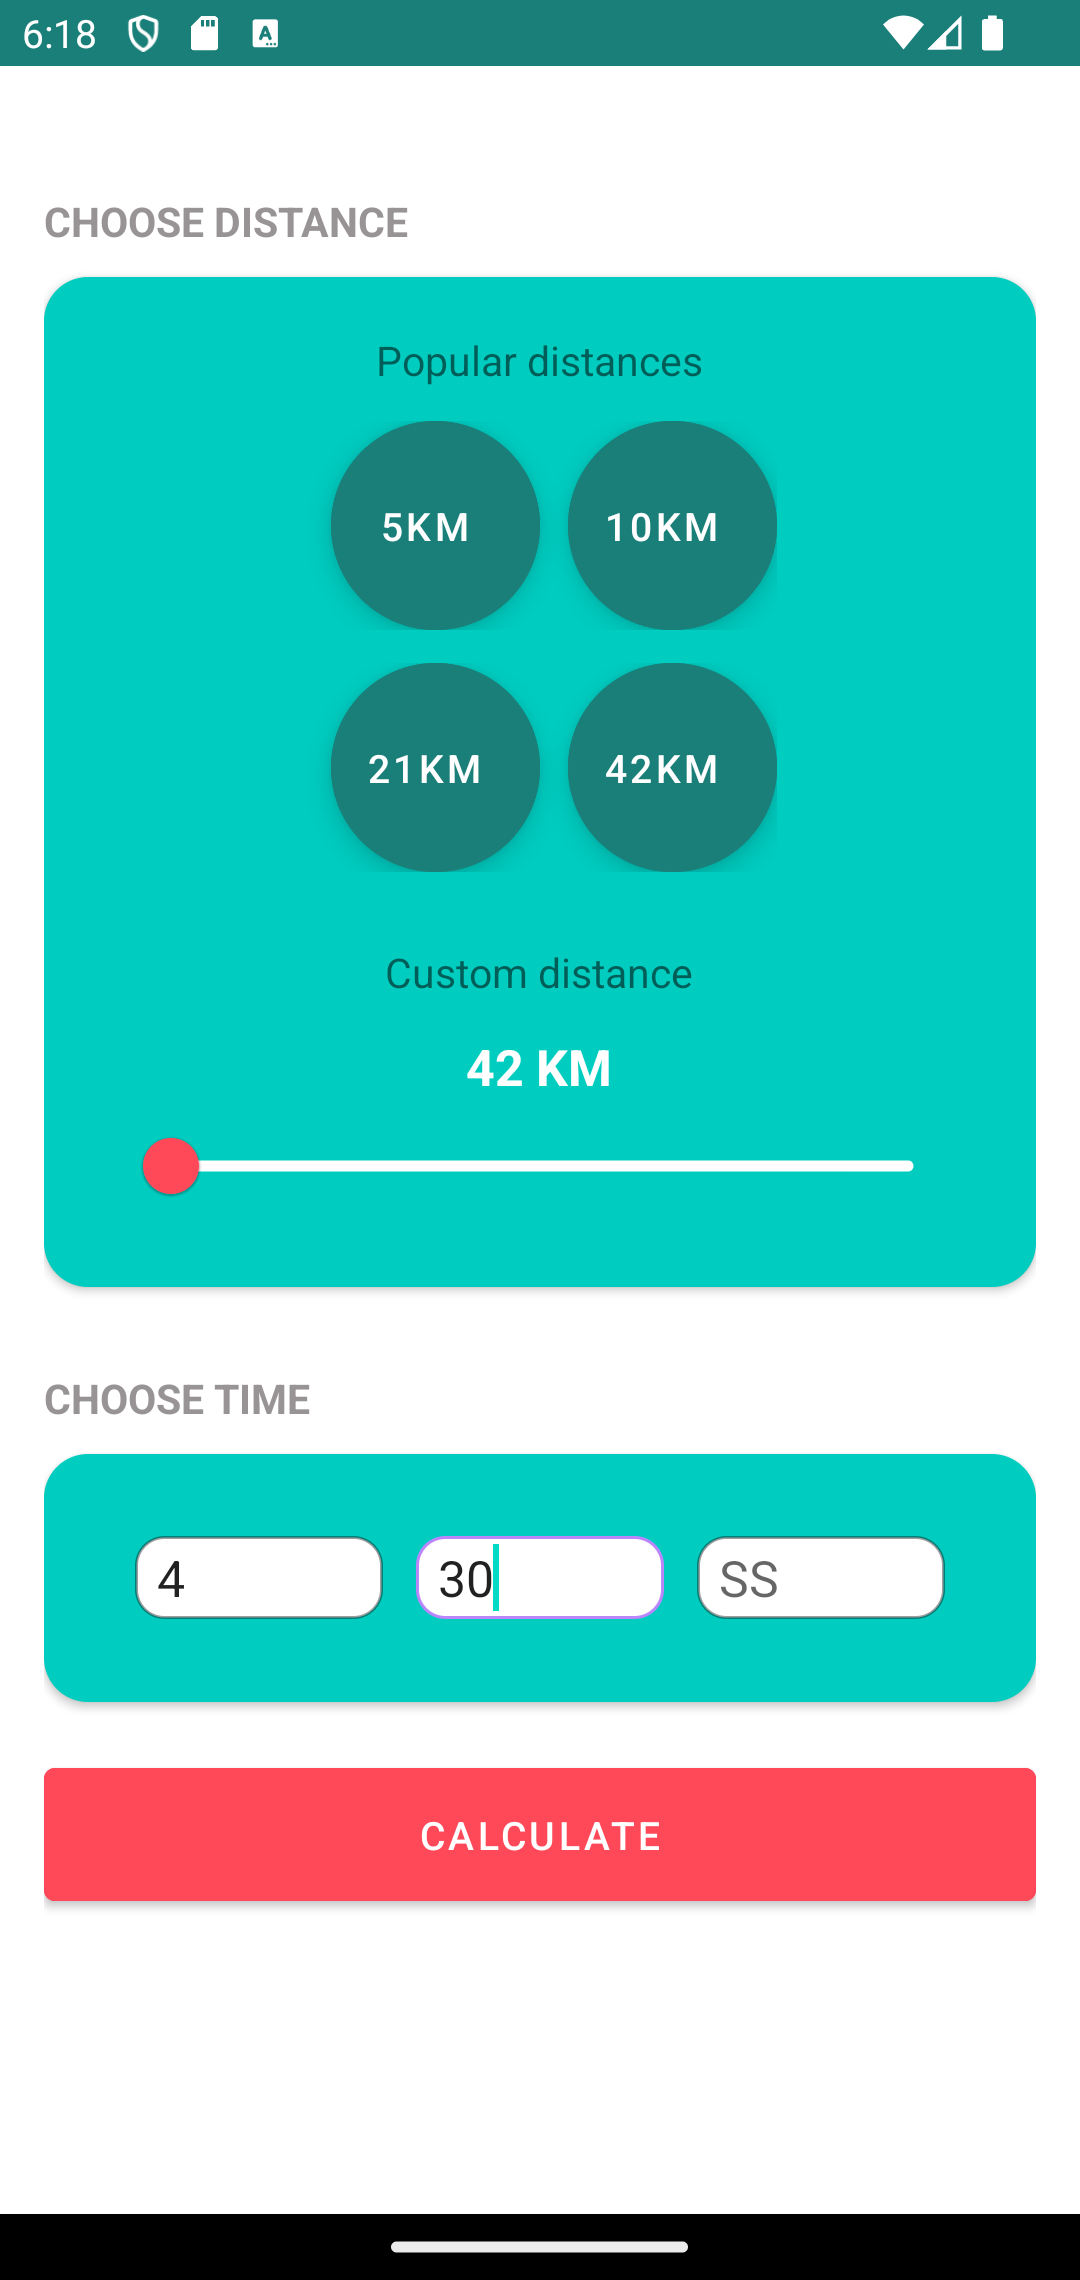 6:18
CHOOSE DISTANCE
Popular distances
5KM 10KM
21KM 42KM
Custom distance
42 KM
CHOOSE TIME
4 30 SS
CALCULATE